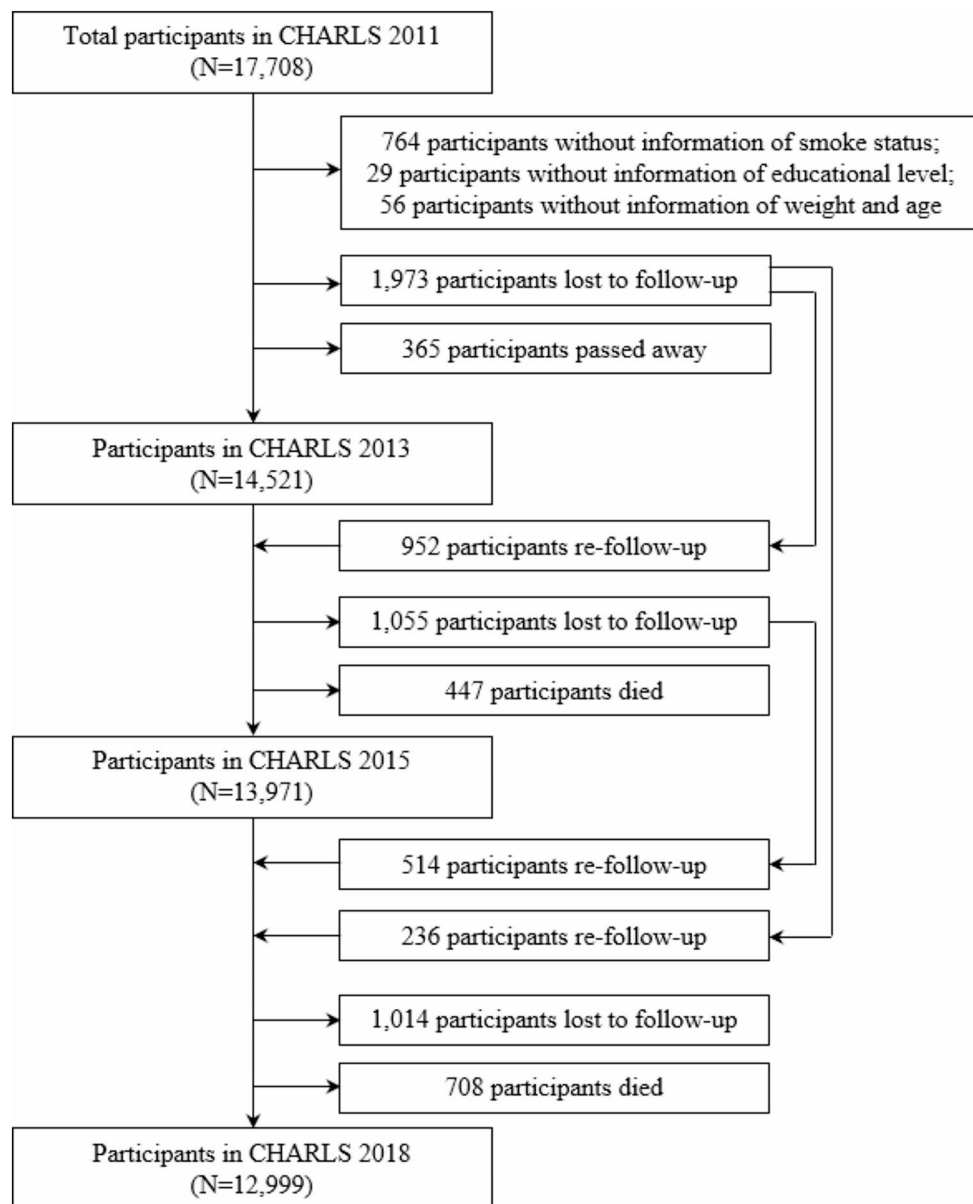 Total participants in CHARLS 2011
(N=17,708)
764 participants without information of smoke status;
29 participants without information of educational level;
56 participants without information of weight and age
1,973 participants lost to follow-up
365 participants passed away
Participants in CHARLS 2013
(N=14,521)
952 participants re-follow-up
1,055 participants lost to follow-up
447 participants died
Participants in CHARLS 2015
(N=13,971)
514 participants re-follow-up
236 participants re-follow-up
1,014 participants lost to follow-up
708 participants died
Participants in CHARLS 2018
(N=12,999)